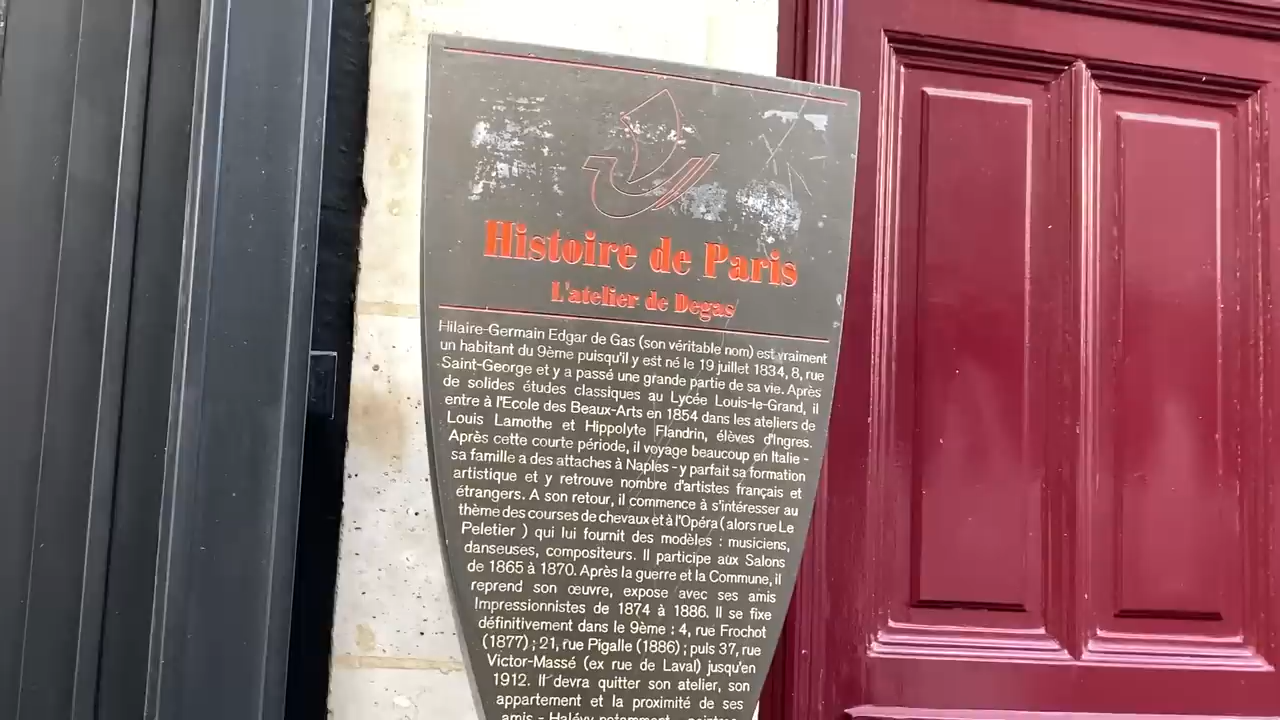 Histoire de Paris
L'atelier de Degas
Hilaire-Germain Edgar de Gas (son véritable nom) est vraiment
un habitant du 9ème puisqu'il y est né le 19 juillet 1834, 8, rue
Saint-George et y a passé une grande partie de sa vie. Après
de solides études classiques au Lycée Louis-le-Grand, il
entre à l'Ecole des Beaux-Arts en 1854 dans les ateliers de
Louis Lamothe et Hippolyte Flandrin, élèves d'Ingres.
Après cette courte période, il voyage beaucoup en Italie -
sa famille a des attaches à Naples - y parfait sa formation
artistique et y retrouve nombre d'artistes français et
étrangers. A son retour, il commence à s'intéresser au
thème des courses de chevaux et à l'Opéra (alors rue Le
Peletier ) qui lui fournit des modèles : musiciens,
danseuses, compositeurs. Il participe aux Salons
de 1865 à 1870. Après la guerre et la Commune, il
reprend son œuvre, expose avec ses amis
Impressionnistes de 1874 à 1886. Il se fixe
définitivement dans le 9ème : 4, rue Frochot
(1877) ; 21, rue Pigalle (1886) ; puis 37, rue
Victor-Massé (ex rue de Laval) jusqu'en
1912. Il devra quitter son atelier, son
appartement et la proximité de ses
amis - Halévy notamment - peintres